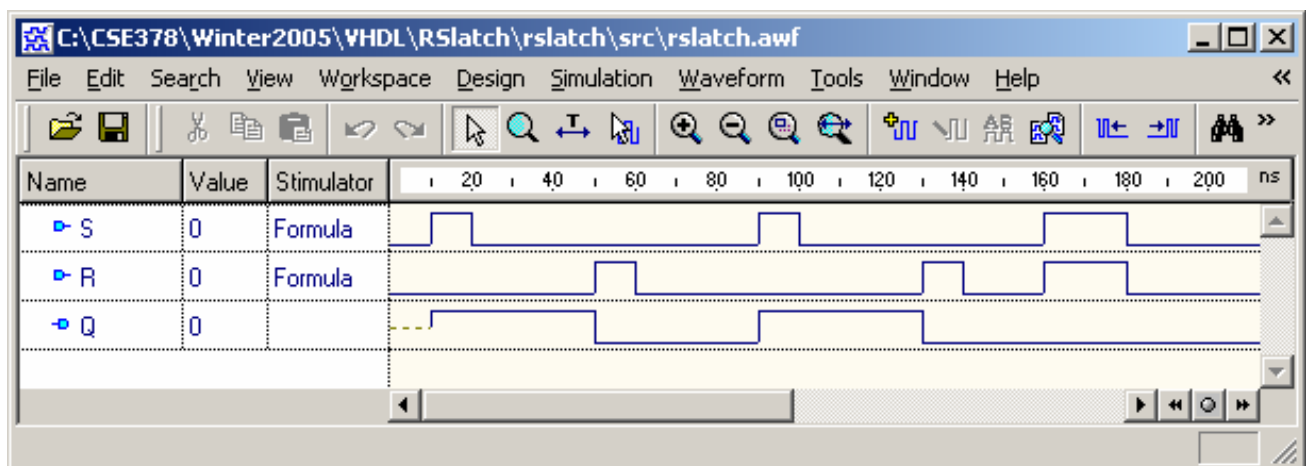 C:\CSE378\Winter2005\VHDL\RSlatch\rslatch\src\rslatch.awf
File Edit Search View Workspace Design Simulation Waveform Tools Window Help
Name Value Stimulator 20 40 60 80 100 120 140 160 180 200 ns
S 0 Formula
R 0 Formula
Q 0